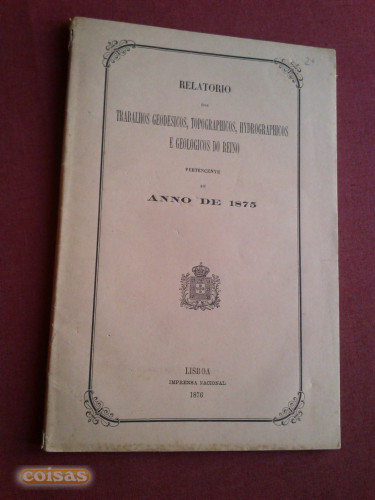 2ª
RELATORIO
DOS
TRABALHOS GEODESICOS, TOPOGRAPHICOS, HYDROGRAPHICOS
E GEOLOGICOS DO REINO
PERTENCENTE
AO
ANNO DE 1875
LISBOA
IMPRENSA NACIONAL
1876
coisas